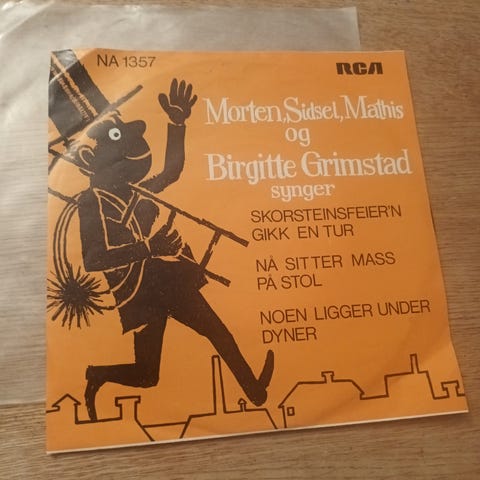 NA 1357
RCA
Morten, Sidsel, Mathis
og
Birgitte Grimstad
synger
SKORSTEINSFEIER'N
GIKK EN TUR
NÅ SITTER MASS
PÅ STOL
NOEN LIGGER UNDER
DYNER